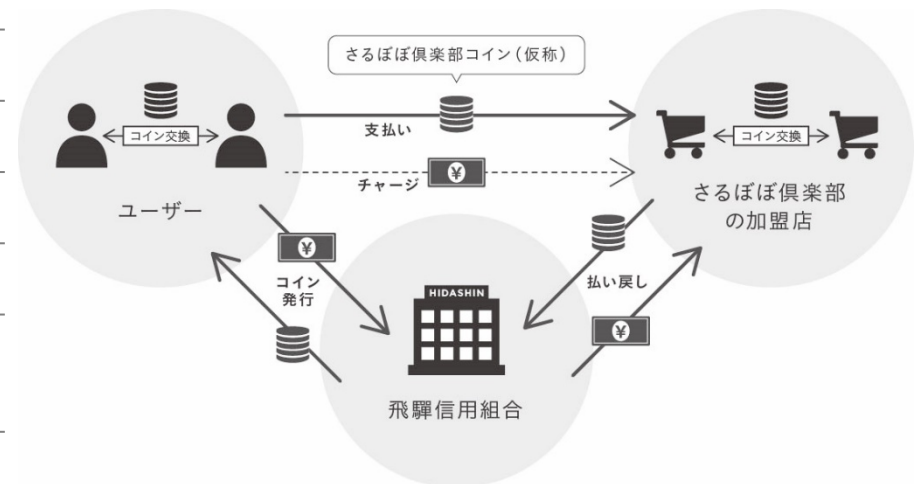 さるぼぼ倶楽部コイン(仮称)
支払い
コイン交換
コイン交換
チャージ
¥
ユーザー
さるぼぼ倶楽部
の加盟店
¥
コイン
発行
HIDASHIN
払い戻し
¥
飛驒信用組合